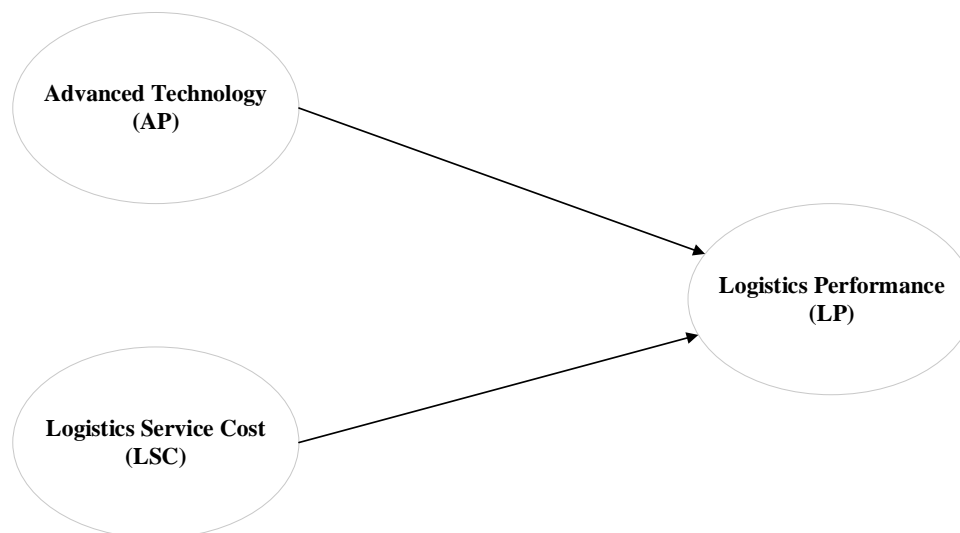 Advanced Technology
(AP)
Logistics Performance
(LP)
Logistics Service Cost
(LSC)